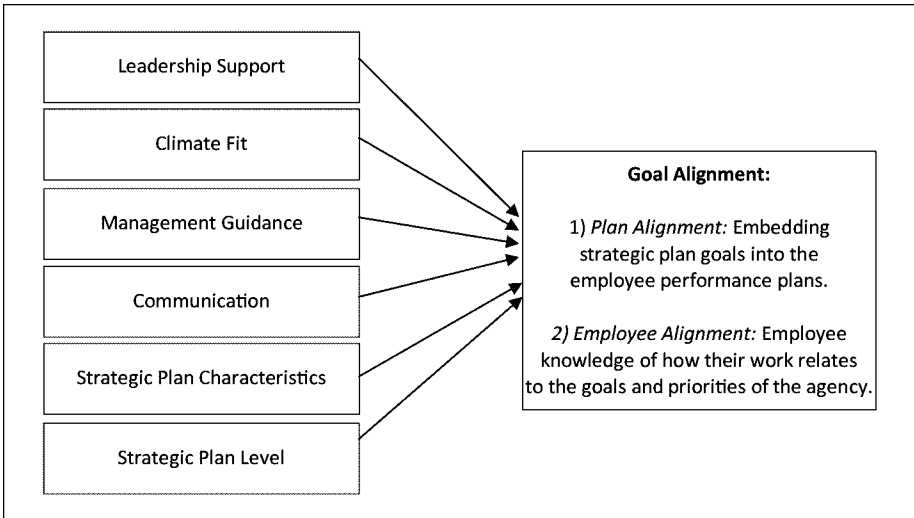 Leadership Support
Climate Fit
Management Guidance
Communication
Strategic Plan Characteristics
Strategic Plan Level
Goal Alignment:
1) Plan Alignment: Embedding
strategic plan goals into the
employee performance plans.
2) Employee Alignment: Employee
knowledge of how their work relates
to the goals and priorities of the agency.